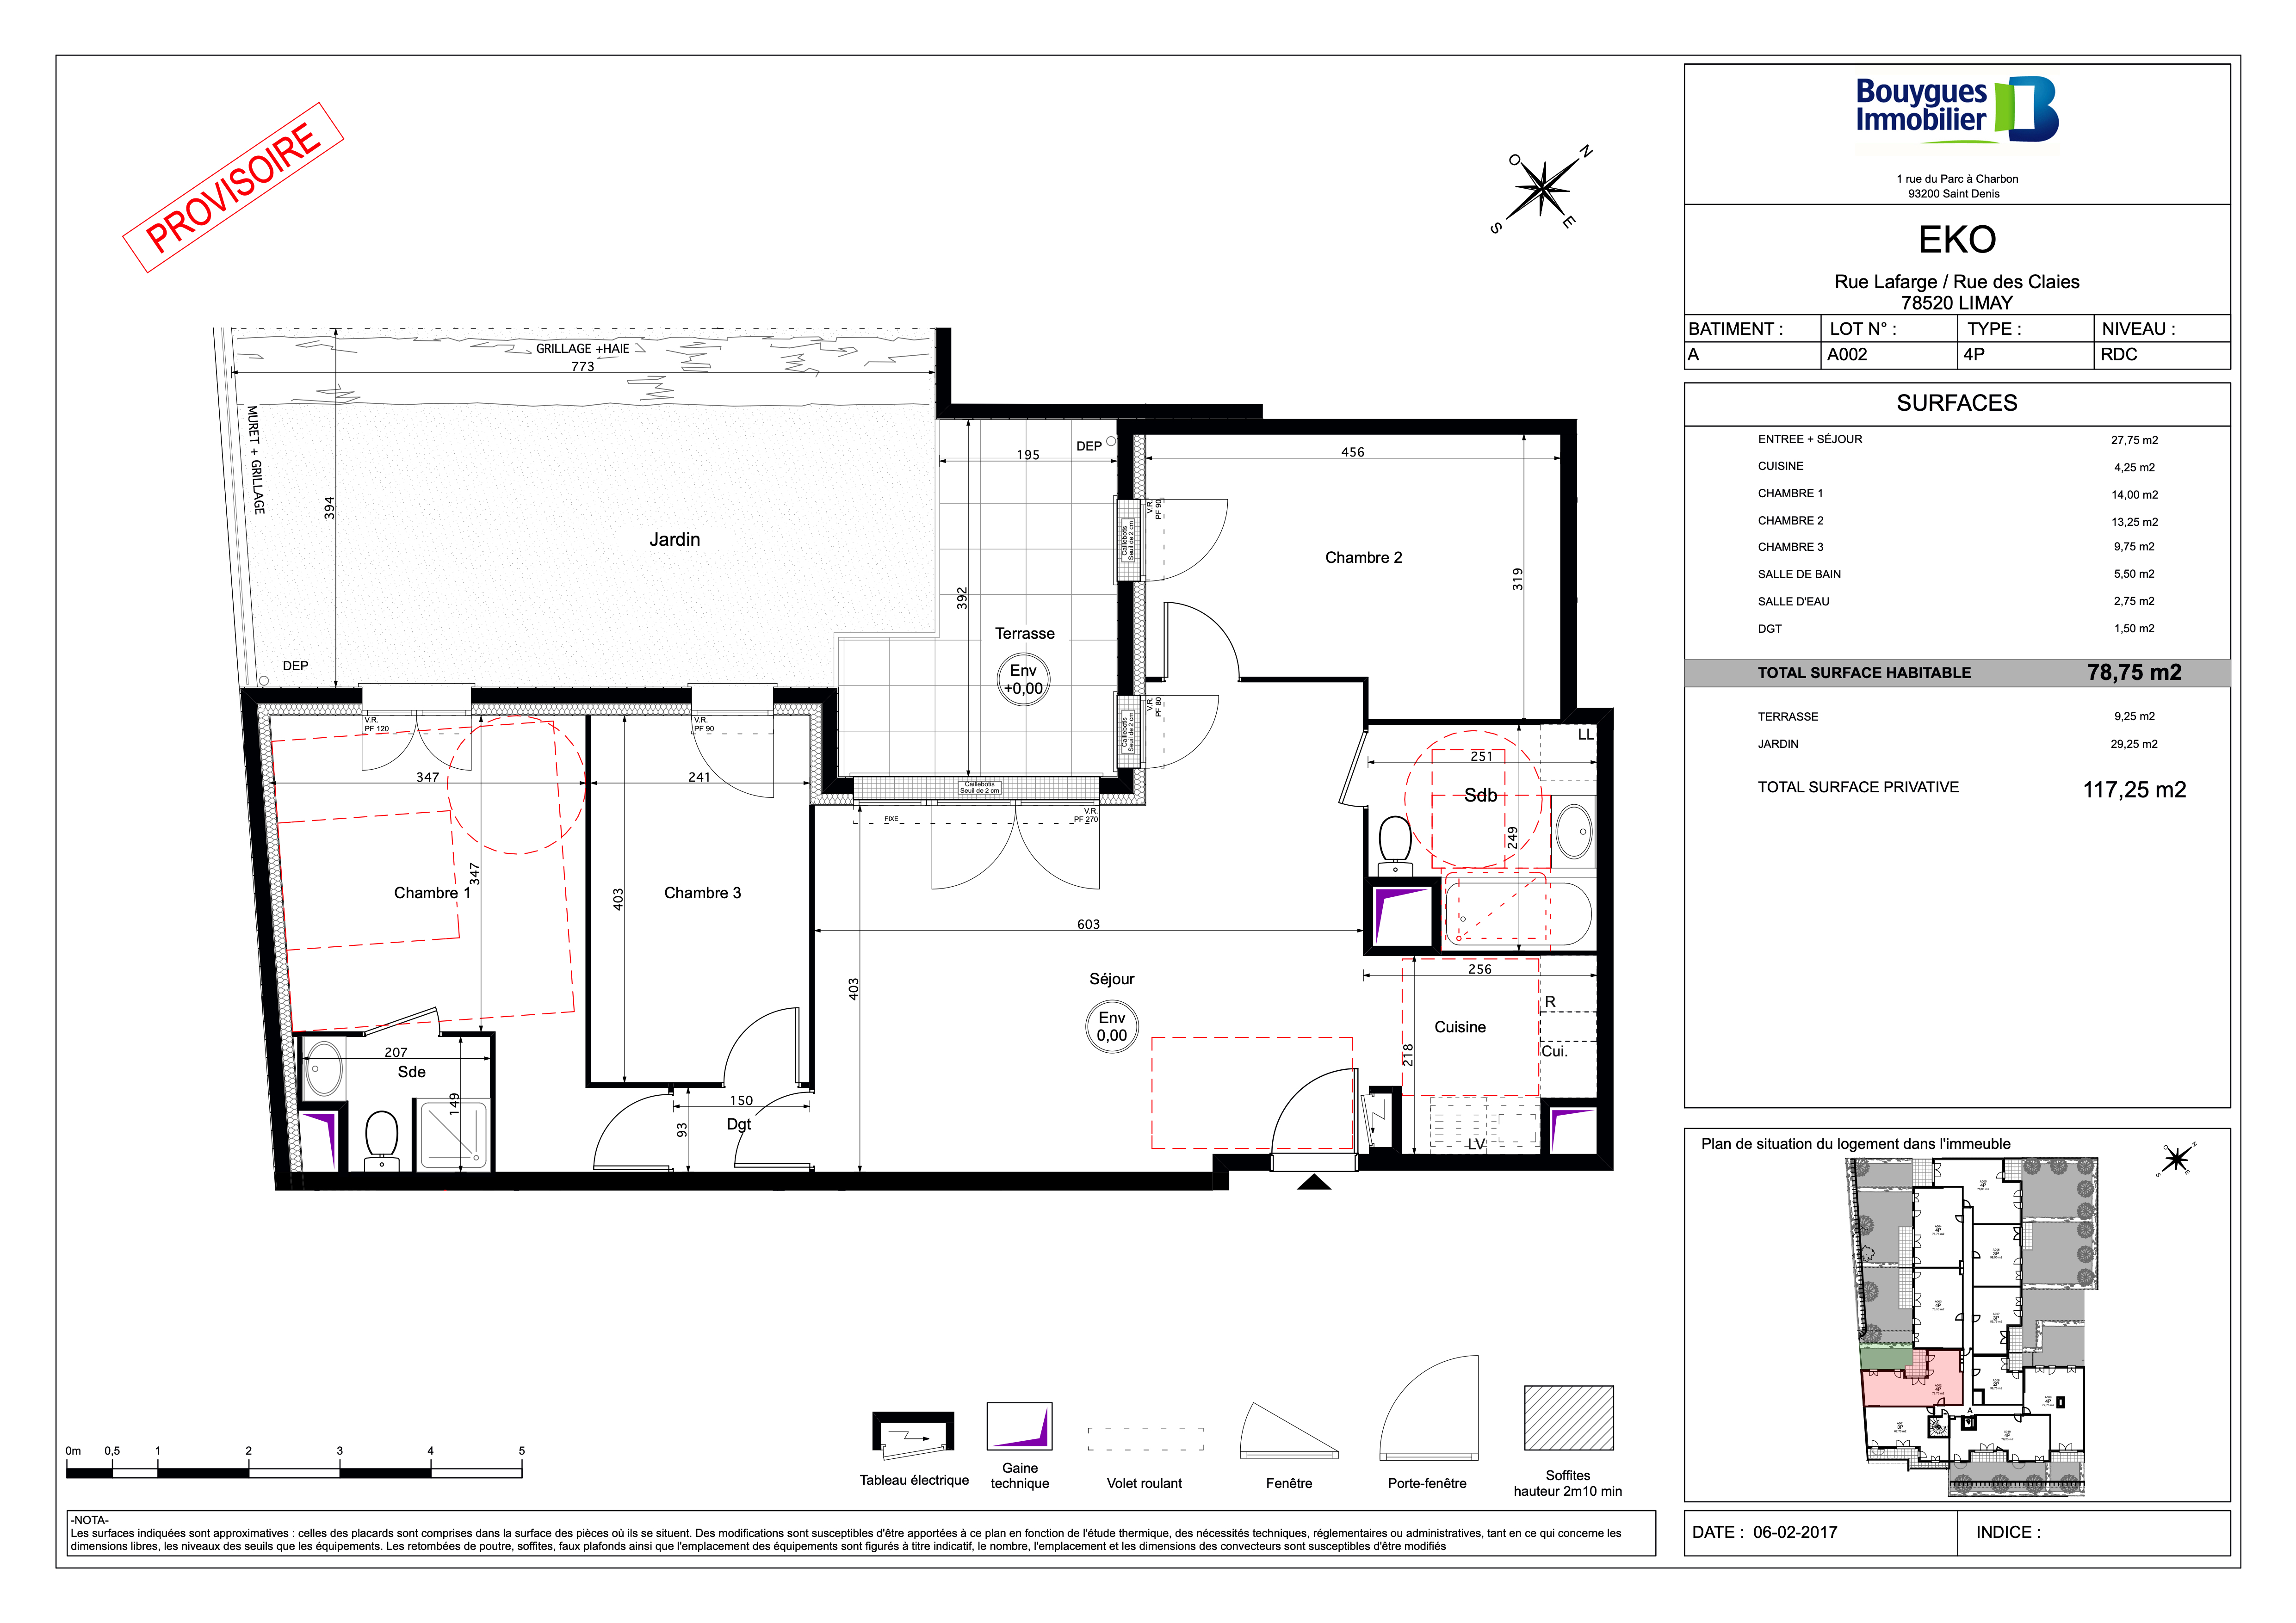 PROVISOIRE
O
N
S
E
Bouygues
Immobilier
1 rue du Parc à Charbon
93200 Saint Denis
EKO
Rue Lafarge / Rue des Claies
78520 LIMAY
BATIMENT :
LOT N° :
TYPE :
NIVEAU :
A
A002
4P
RDC
SURFACES
ENTREE + SÉJOUR
27,75 m2
CUISINE
4,25 m2
CHAMBRE 1
14,00 m2
CHAMBRE 2
13,25 m2
CHAMBRE 3
9,75 m2
SALLE DE BAIN
5,50 m2
SALLE D'EAU
2,75 m2
DGT
1,50 m2
TOTAL SURFACE HABITABLE
78,75 m2
TERRASSE
9,25 m2
JARDIN
29,25 m2
TOTAL SURFACE PRIVATIVE
117,25 m2
GRILLAGE +HAIE
773
MURET + GRILLAGE
394
Jardin
DEP
DEP
195
392
Terrasse
Env
+0,00
456
319
Chambre 2
V.R.
PF 90
Caillebotis
Seuil de 2 cm
V.R.
PF 80
Caillebotis
Seuil de 2 cm
Caillebotis
Seuil de 2 cm
FIXE
V.R.
PF 270
V.R.
PF 120
V.R.
PF 90
347
347
Chambre 1
241
403
Chambre 3
LL
251
Sdb
249
603
403
Séjour
Env
0,00
256
R
Cuisine
Cui.
218
LV
207
Sde
149
150
93
Dgt
Plan de situation du logement dans l'immeuble
O
N
S
E
A
0m
0,5
1
2
3
4
5
Tableau électrique
Gaine
technique
Volet roulant
Fenêtre
Porte-fenêtre
Soffites
hauteur 2m10 min
-NOTA-
Les surfaces indiquées sont approximatives : celles des placards sont comprises dans la surface des pièces où ils se situent. Des modifications sont susceptibles d'être apportées à ce plan en fonction de l'étude thermique, des nécessités techniques, réglementaires ou administratives, tant en ce qui concerne les
dimensions libres, les niveaux des seuils que les équipements. Les retombées de poutre, soffites, faux plafonds ainsi que l'emplacement des équipements sont figurés à titre indicatif, le nombre, l'emplacement et les dimensions des convecteurs sont susceptibles d'être modifiés
DATE : 06-02-2017
INDICE :